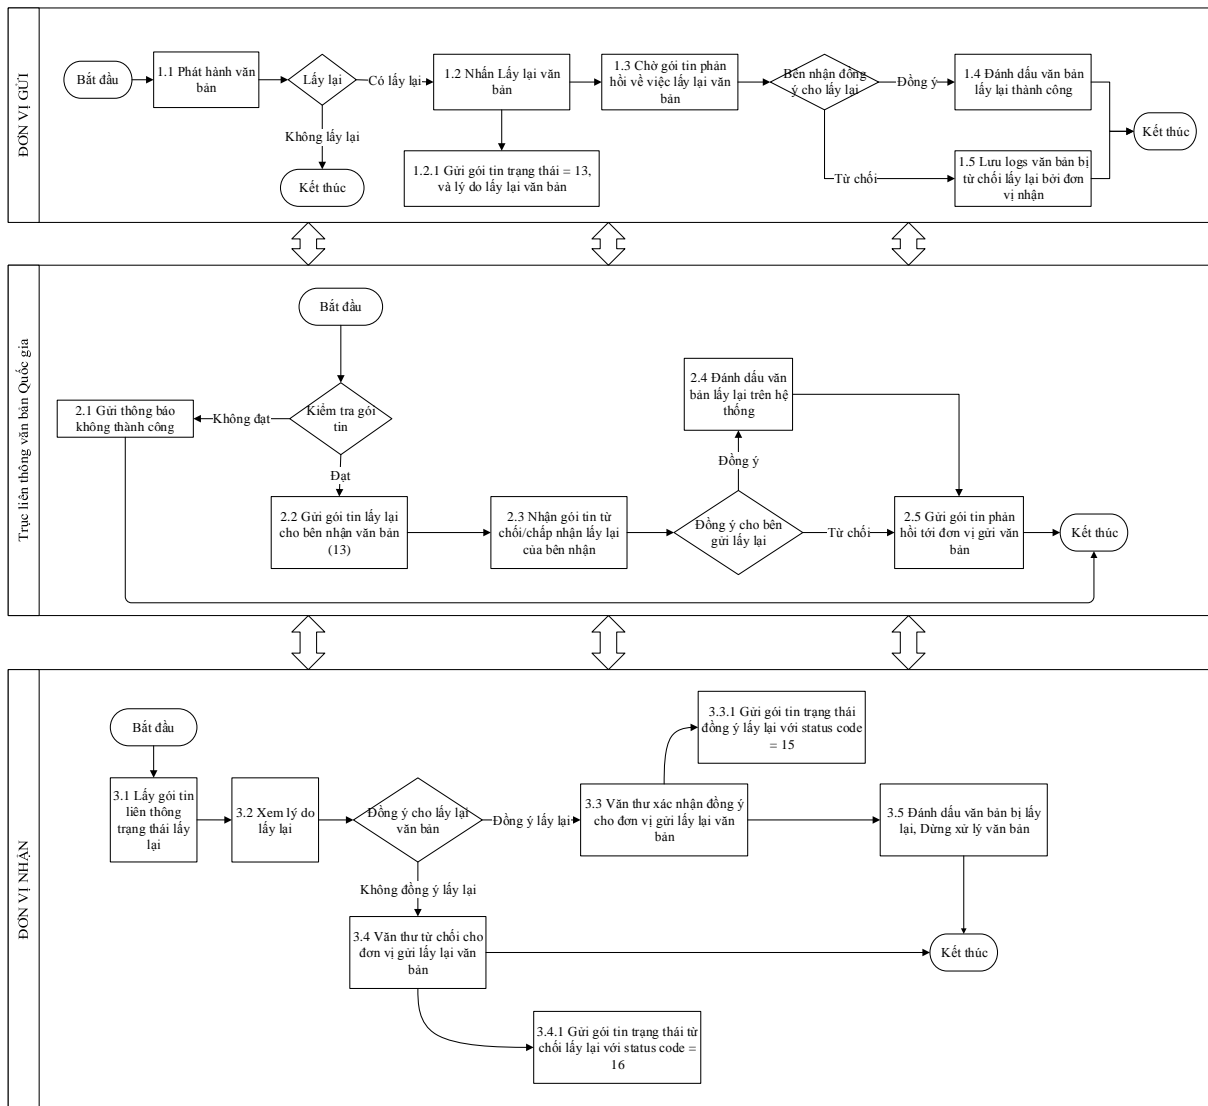 ĐƠN VỊ GỬI
Bắt đầu
1.1 Phát hành văn
bản
Lấy lại
Có lấy lại
Không lấy lại
Kết thúc
1.2 Nhấn Lấy lại văn
bản
1.2.1 Gửi gói tin trạng thái = 13,
và lý do lấy lại văn bản
1.3 Chờ gói tin phản
hồi về việc lấy lại văn
bản
Bên nhận đồng
ý cho lấy lại
Đồng ý
Từ chối
1.4 Đánh dấu văn bản
lấy lại thành công
1.5 Lưu logs văn bản bị
từ chối lấy lại bởi đơn
vị nhận
Kết thúc
Trục liên thông văn bản Quốc gia
Bắt đầu
Kiểm tra gói
tin
Không đạt
2.1 Gửi thông báo
không thành công
Đạt
2.2 Gửi gói tin lấy lại
cho bên nhận văn bản
(13)
2.3 Nhận gói tin từ
chối/chấp nhận lấy lại
của bên nhận
Đồng ý cho bên
gửi lấy lại
Đồng ý
2.4 Đánh dấu văn
bản lấy lại trên hệ
thống
Từ chối
2.5 Gửi gói tin phản
hồi tới đơn vị gửi văn
bản
Kết thúc
ĐƠN VỊ NHẬN
Bắt đầu
3.1 Lấy gói tin
liên thông
trạng thái lấy
lại
3.2 Xem lý do
lấy lại
Đồng ý cho lấy lại
văn bản
Đồng ý lấy lại
3.3 Văn thư xác nhận đồng ý
cho đơn vị gửi lấy lại văn
bản
3.3.1 Gửi gói tin trạng thái
đồng ý lấy lại với status code
= 15
3.5 Đánh dấu văn bản bị lấy
lại, Dừng xử lý văn bản
Không đồng ý lấy lại
3.4 Văn thư từ chối cho
đơn vị gửi lấy lại văn
bản
Kết thúc
3.4.1 Gửi gói tin trạng thái từ
chối lấy lại với status code =
16